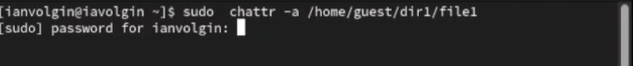 [ianvolgin@iavolgin ~]$ sudo  chattr -a /home/guest/dir1/file1
[sudo] password for ianvolgin: